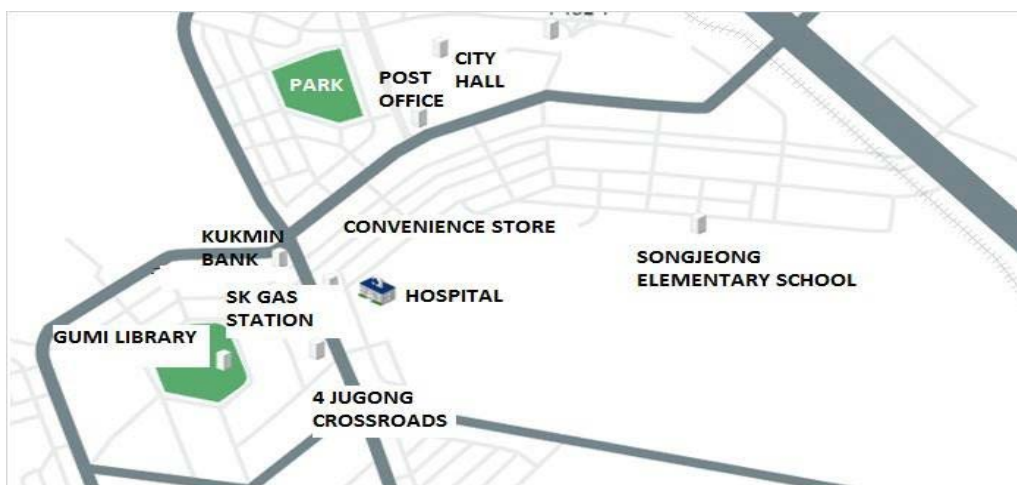 CITY
HALL
PARK
POST
OFFICE
CONVENIENCE STORE
KUKMIN
BANK
SONGJEONG
ELEMENTARY SCHOOL
HOSPITAL
SK GAS
STATION
GUMI LIBRARY
4 JUGONG
CROSSROADS